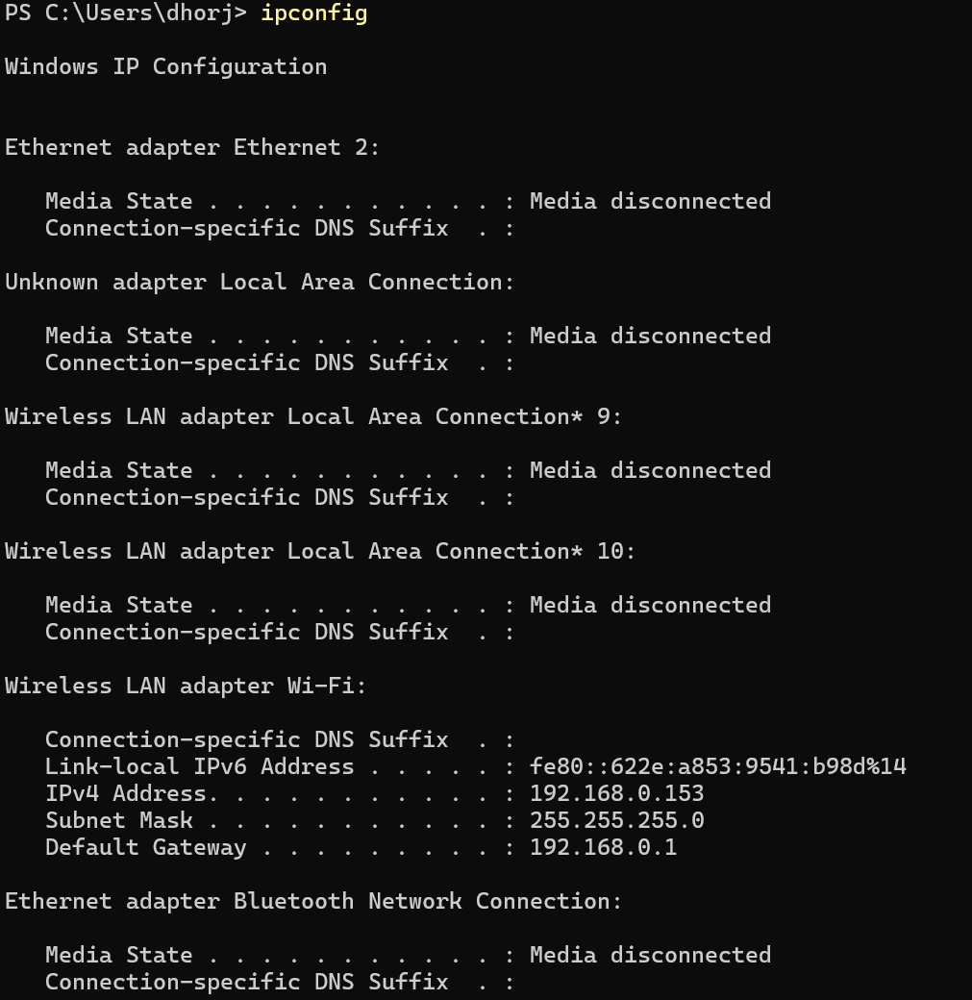 PS C:\Users\dhorj> ipconfig
Windows IP Configuration
Ethernet adapter Ethernet 2:
   Media State . . . . . . . . . . . : Media disconnected
   Connection-specific DNS Suffix  . :
Unknown adapter Local Area Connection:
   Media State . . . . . . . . . . . : Media disconnected
   Connection-specific DNS Suffix  . :
Wireless LAN adapter Local Area Connection* 9:
   Media State . . . . . . . . . . . : Media disconnected
   Connection-specific DNS Suffix  . :
Wireless LAN adapter Local Area Connection* 10:
   Media State . . . . . . . . . . . : Media disconnected
   Connection-specific DNS Suffix  . :
Wireless LAN adapter Wi-Fi:
   Connection-specific DNS Suffix  . :
   Link-local IPv6 Address . . . . . : fe80::622e:a853:9541:b98d%14
   IPv4 Address. . . . . . . . . . . : 192.168.0.153
   Subnet Mask . . . . . . . . . . . : 255.255.255.0
   Default Gateway . . . . . . . . . : 192.168.0.1
Ethernet adapter Bluetooth Network Connection:
   Media State . . . . . . . . . . . : Media disconnected
   Connection-specific DNS Suffix  . :